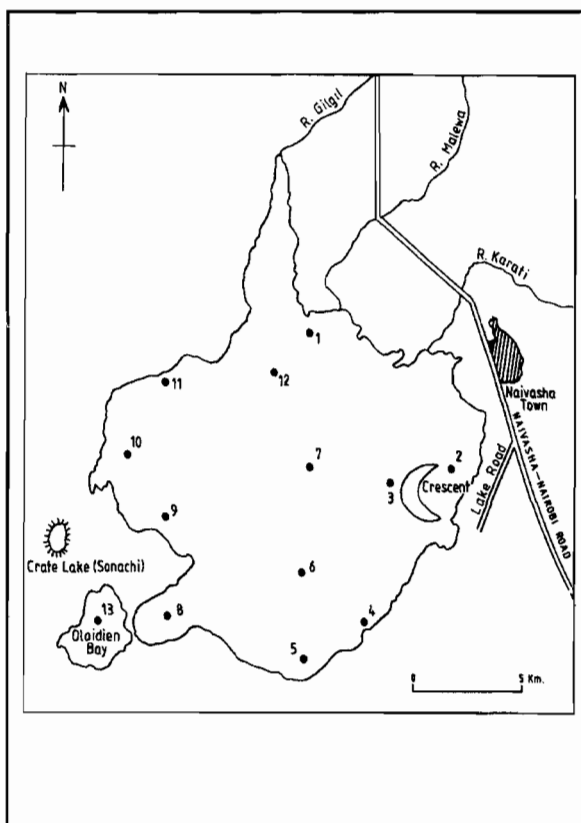 N
R. Gilgil
R. Malewa
R. Karati
1
12
11
Naivasha
Town
10
7
2
3
Crescent
Lake Road
NAIVASHA-NAIROBI ROAD
9
Crate Lake (Sonachi)
6
13
8
4
Olaidien
Bay
5
0
5 Km.